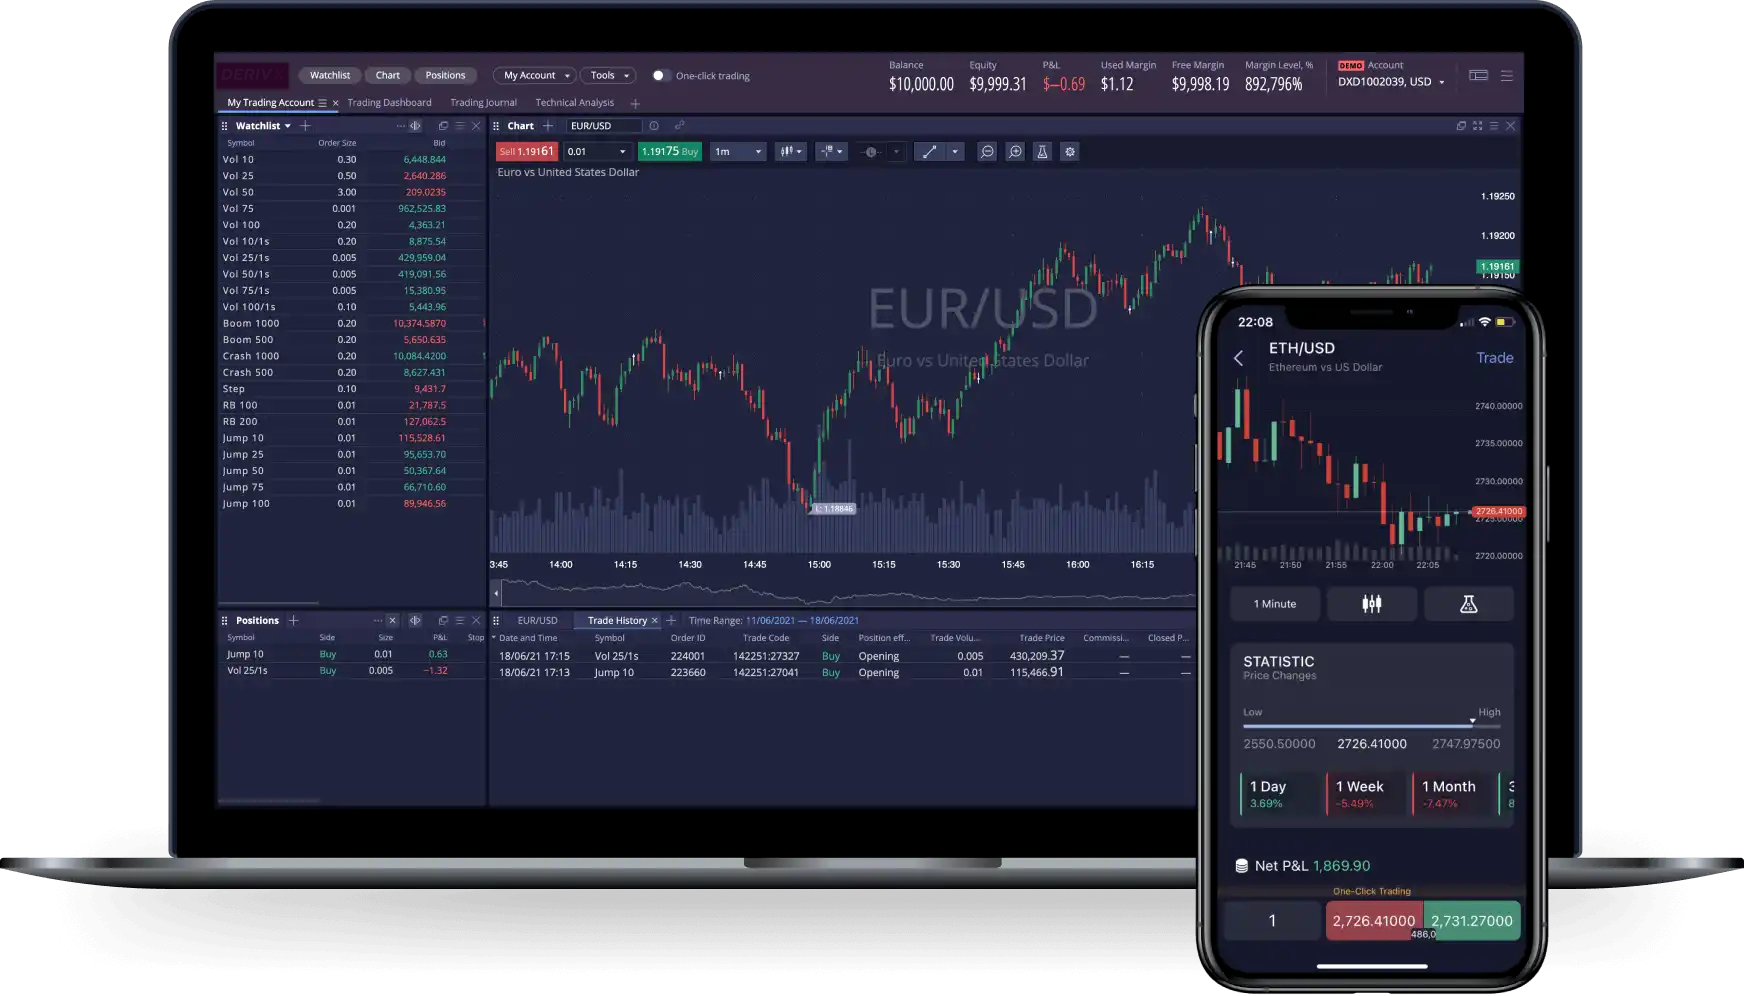 DERIV X
Watchlist Chart Positions My Account Tools One-click trading
Balance Equity P&L Used Margin Free Margin Margin Level, % DEMO Account
$10,000.00 $9,999.31 $−0.69 $1.12 $9,998.19 892,796% DXD1002039, USD
My Trading Account Trading Dashboard Trading Journal Technical Analysis
Watchlist
Symbol Order Size Bid
Vol 10 0.30 6,448.844
Vol 25 0.50 2,640.286
Vol 50 3.00 209.0235
Vol 75 0.001 962,525.83
Vol 100 0.20 4,363.21
Vol 10/1s 0.20 8,875.54
Vol 25/1s 0.005 429,959.04
Vol 50/1s 0.005 419,091.56
Vol 75/1s 0.005 15,380.95
Vol 100/1s 0.10 5,443.96
Boom 1000 0.20 10,374.5870
Boom 500 0.20 5,650.635
Crash 1000 0.20 10,084.4200
Crash 500 0.20 8,627.431
Step 0.10 9,431.7
RB 100 0.01 21,787.5
RB 200 0.01 127,062.5
Jump 10 0.01 115,528.61
Jump 25 0.01 95,653.70
Jump 50 0.01 50,367.64
Jump 75 0.01 66,710.60
Jump 100 0.01 89,946.56
Chart EUR/USD
Sell 1.19161 0.01 1.19175 Buy 1m
Euro vs United States Dollar
EUR/USD
Euro vs United States Dollar
1.19250
1.19200
1.19161
1.19150
L: 1.18846
3:45 14:00 14:15 14:30 14:45 15:00 15:15 15:30 15:45 16:00 16:15
Positions
Symbol Side Size P&L Stop
Jump 10 Buy 0.01 0.63
Vol 25/1s Buy 0.005 −1.32
EUR/USD Trade History Time Range: 11/06/2021 — 18/06/2021
Date and Time Symbol Order ID Trade Code Side Position eff... Trade Volu... Trade Price Commissi... Closed P...
18/06/21 17:15 Vol 25/1s 224001 142251:27327 Buy Opening 0.005 430,209.37 — —
18/06/21 17:13 Jump 10 223660 142251:27041 Buy Opening 0.01 115,466.91 — —
22:08
ETH/USD
Ethereum vs US Dollar
Trade
2740.00000
2735.00000
2730.00000
2726.41000
2725.00000
2720.00000
21:45 21:50 21:55 22:00 22:05
1 Minute
STATISTIC
Price Changes
Low High
2550.50000 2726.41000 2747.97500
1 Day 1 Week 1 Month 3
3.69% -5.49% -7.47% 8
Net P&L 1,869.90
One-Click Trading
1 2,726.41000 2,731.27000
486,0